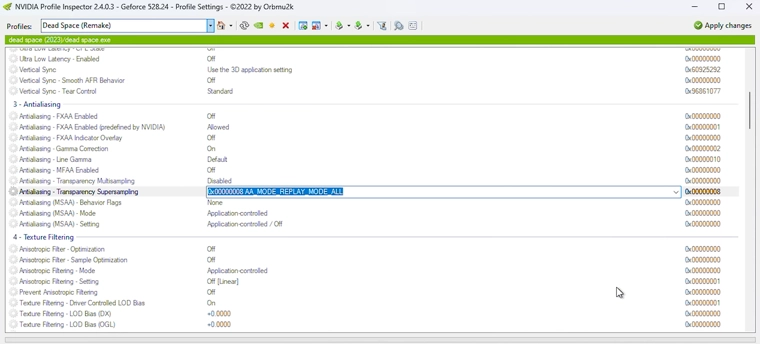 NVIDIA Profile Inspector 2.4.0.3 - Geforce 528.24 - Profile Settings - ©2022 by Orbmu2k
Profiles: Dead Space (Remake) Apply changes
dead space (2023)/dead space.exe
Ultra Low Latency - CPL State On 0x00000000
Ultra Low Latency - Enabled Off 0x00000000
Vertical Sync Use the 3D application setting 0x60925292
Vertical Sync - Smooth AFR Behavior Off 0x00000000
Vertical Sync - Tear Control Standard 0x96861077
3 - Antialiasing
Antialiasing - FXAA Enabled Off 0x00000000
Antialiasing - FXAA Enabled (predefined by NVIDIA) Allowed 0x00000001
Antialiasing - FXAA Indicator Overlay Off 0x00000000
Antialiasing - Gamma Correction On 0x00000002
Antialiasing - Line Gamma Default 0x00000010
Antialiasing - MFAA Enabled Off 0x00000000
Antialiasing - Transparency Multisampling Disabled 0x00000000
Antialiasing - Transparency Supersampling 0x00000008 AA_MODE_REPLAY_MODE_ALL 0x00000008
Antialiasing (MSAA) - Behavior Flags None 0x00000000
Antialiasing (MSAA) - Mode Application-controlled 0x00000000
Antialiasing (MSAA) - Setting Application-controlled / Off 0x00000000
4 - Texture Filtering
Anisotropic Filter - Optimization Off 0x00000000
Anisotropic Filter - Sample Optimization Off 0x00000000
Anisotropic Filtering - Mode Application-controlled 0x00000000
Anisotropic Filtering - Setting Off [Linear] 0x00000001
Prevent Anisotropic Filtering Off 0x00000000
Texture Filtering - Driver Controlled LOD Bias On 0x00000001
Texture Filtering - LOD Bias (DX) +0.0000 0x00000000
Texture Filtering - LOD Bias (OGL) +0.0000 0x00000000